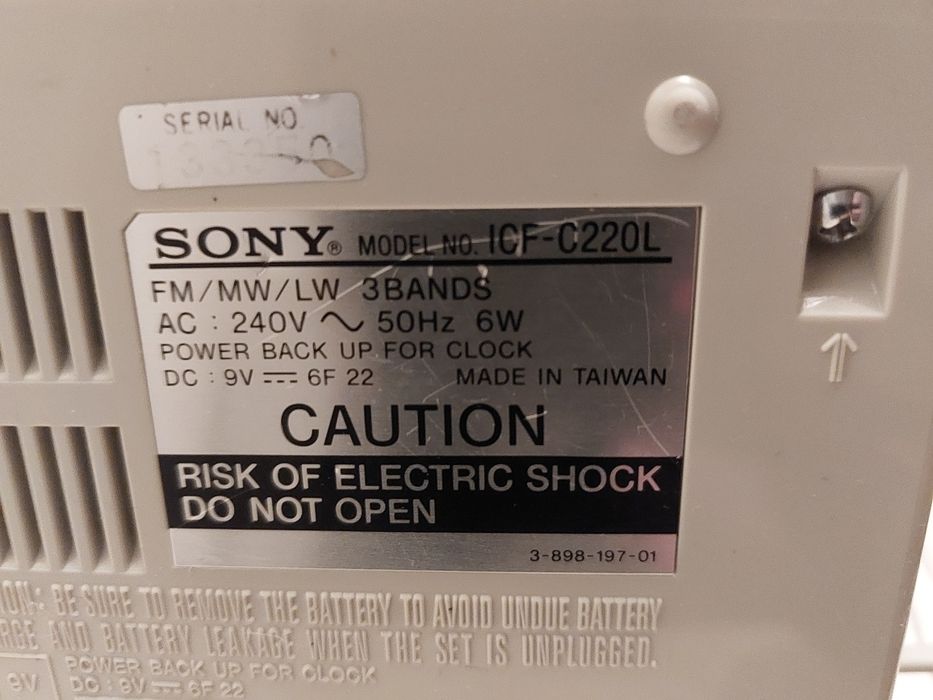 SERIAL NO.
SONY® MODEL NO. ICF-C220L
FM/MW/LW 3BANDS
AC : 240V ∿ 50Hz 6W
POWER BACK UP FOR CLOCK
DC : 9V ⎓ 6F 22 MADE IN TAIWAN
CAUTION
RISK OF ELECTRIC SHOCK
DO NOT OPEN
3-898-197-01
BE SURE TO REMOVE THE BATTERY TO AVOID UNDUE BATTERY
AND BATTERY LEAKAGE WHEN THE SET IS UNPLUGGED.
POWER BACK UP FOR CLOCK
9V DC : 9V ⎓ 6F 22